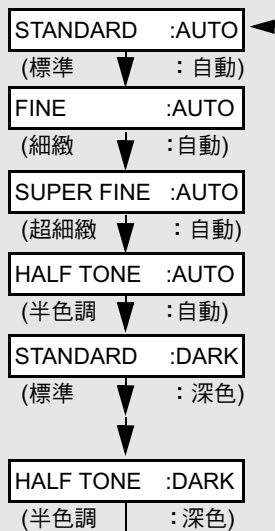 STANDARD :AUTO
(標準 :自動)
FINE :AUTO
(細緻 :自動)
SUPER FINE :AUTO
(超細緻 :自動)
HALF TONE :AUTO
(半色調 :自動)
STANDARD :DARK
(標準 :深色)
HALF TONE :DARK
(半色調 :深色)